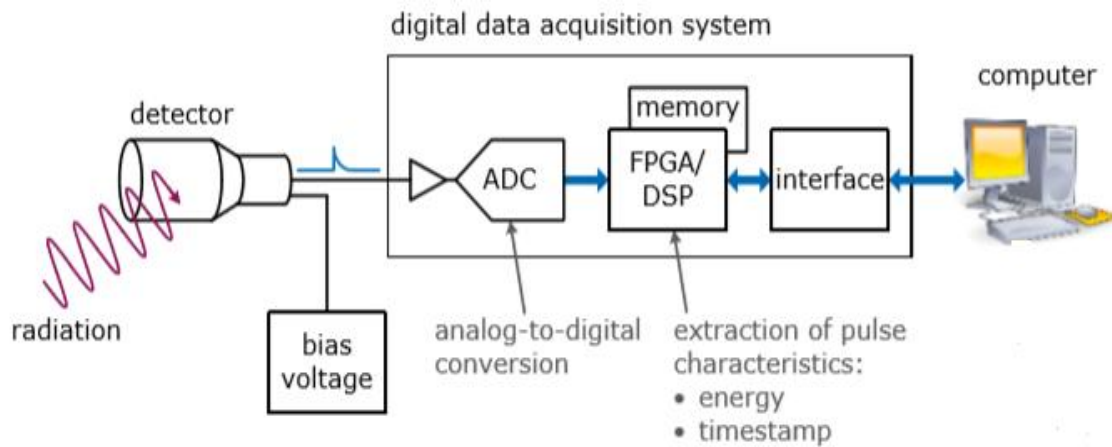 digital data acquisition system
computer
detector
memory
ADC
FPGA/
DSP
interface
radiation
bias
voltage
analog-to-digital
conversion
extraction of pulse
characteristics:
• energy
• timestamp